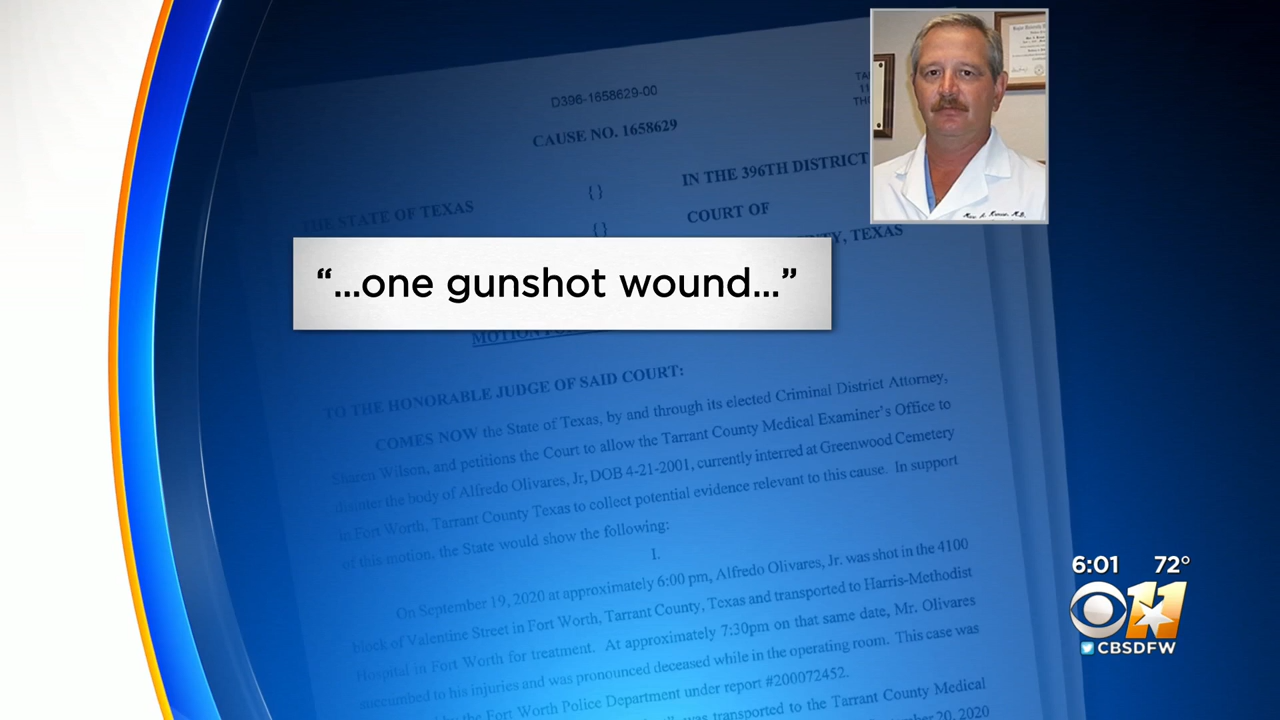 D396-1658629-00
CAUSE NO. 1658629
THE STATE OF TEXAS
{ }
IN THE 396TH DISTRICT
{ }
COURT OF
TEXAS
“...one gunshot wound...”
MOTION
TO THE HONORABLE JUDGE OF SAID COURT:
COMES NOW the State of Texas, by and through its elected Criminal District Attorney,
Sharen Wilson, and petitions the Court to allow the Tarrant County Medical Examiner's Office to
disinter the body of Alfredo Olivares, Jr, DOB 4-21-2001, currently interred at Greenwood Cemetery
in Fort Worth, Tarrant County Texas to collect potential evidence relevant to this cause. In support
of this motion, the State would show the following:
I.
On September 19, 2020 at approximately 6:00 pm, Alfredo Olivares, Jr. was shot in the 4100
block of Valentine Street in Fort Worth, Tarrant County, Texas and transported to Harris-Methodist
Hospital in Fort Worth for treatment. At approximately 7:30pm on that same date, Mr. Olivares
succumbed to his injuries and was pronounced deceased while in the operating room. This case was
by the Fort Worth Police Department under report #200072452.
was transported to the Tarrant County Medical
20, 2020
6:01 72°
11
CBSDFW